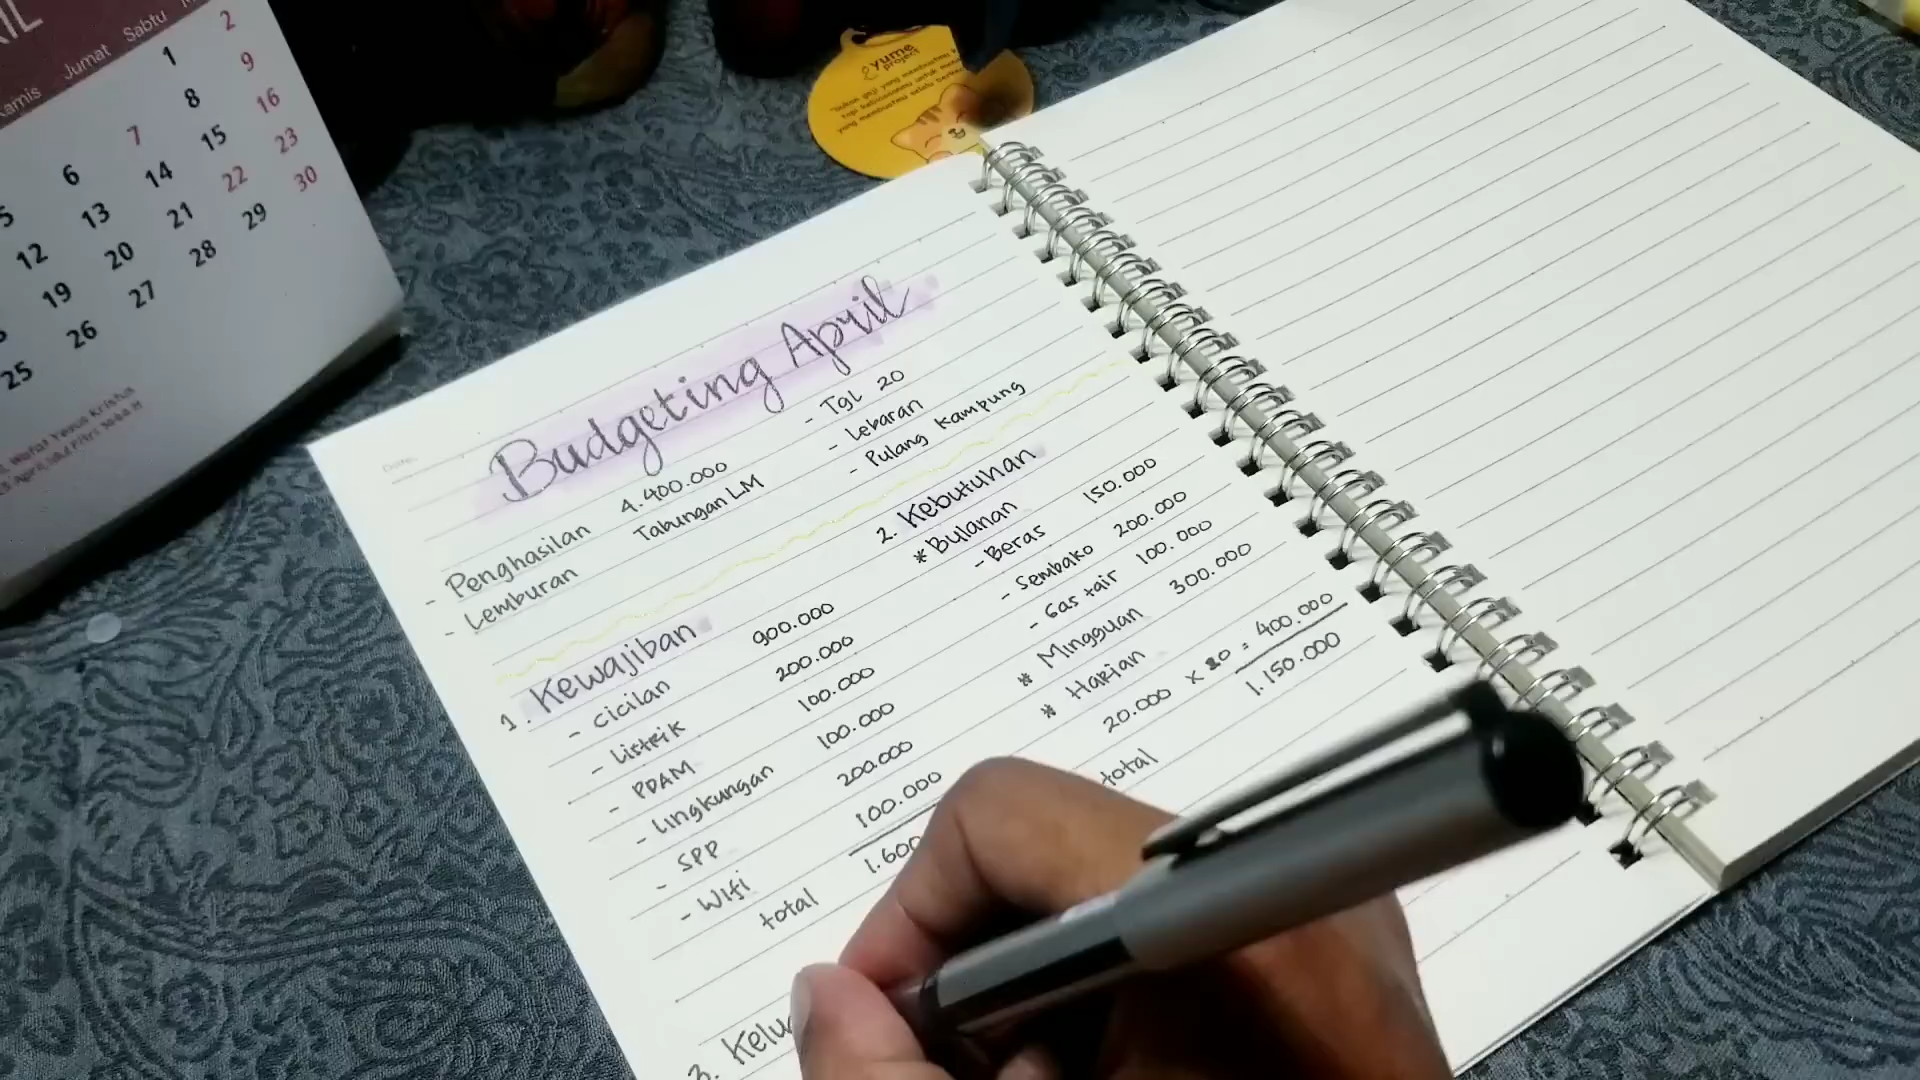 Jumat Sabtu
1 2
6 7 8 9
12 13 14 15 16
19 20 21 22 23
25 26 27 28 29 30
Yume
project
yang membuatmu
Budgeting April
- Penghasilan 4.400.000
- Lemburan Tabungan LM
- Tgl 20
- Lebaran
- Pulang Kampung
1. Kewajiban
- Cicilan 900.000
- Listrik 200.000
- PDAM 100.000
- Lingkungan 100.000
- SPP 200.000
- Wifi 100.000
total 1.600
2. Kebutuhan
* Bulanan
- Beras 150.000
- Sembako 200.000
- Gas + air 100.000
* Mingguan 300.000
* Harian
20.000 x 20 = 400.000
total 1.150.000
3. Kelu